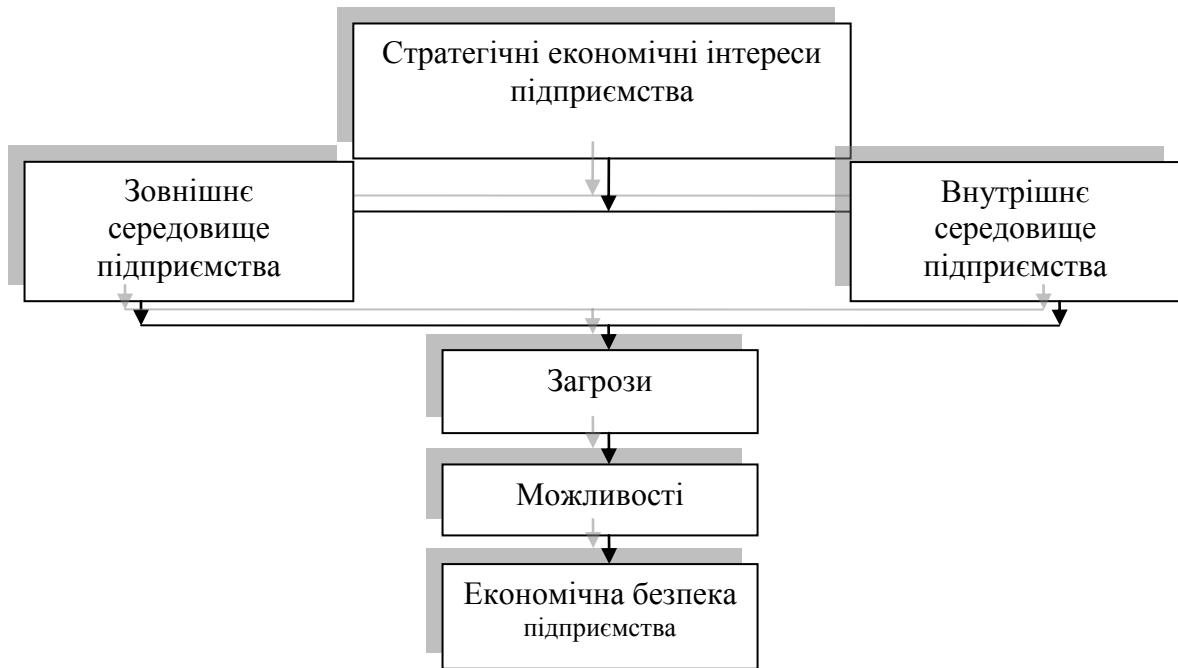 Стратегічні економічні інтереси
підприємства
Зовнішнє
середовище
підприємства
Внутрішнє
середовище
підприємства
Загрози
Можливості
Економічна безпека
підприємства